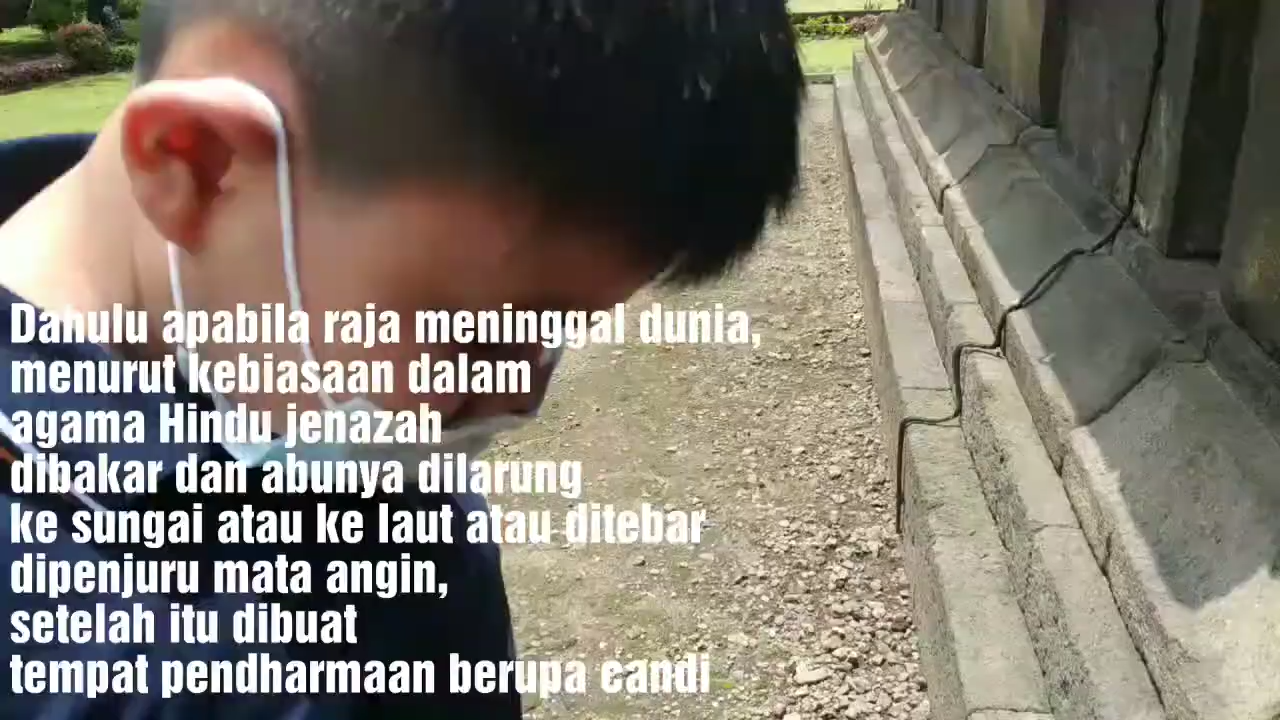 Dahulu apabila raja meninggal dunia,
menurut kebiasaan dalam
agama Hindu jenazah
dibakar dan abunya dilarung
ke sungai atau ke laut atau ditebar
dipenjuru mata angin,
setelah itu dibuat
tempat pendharmaan berupa candi